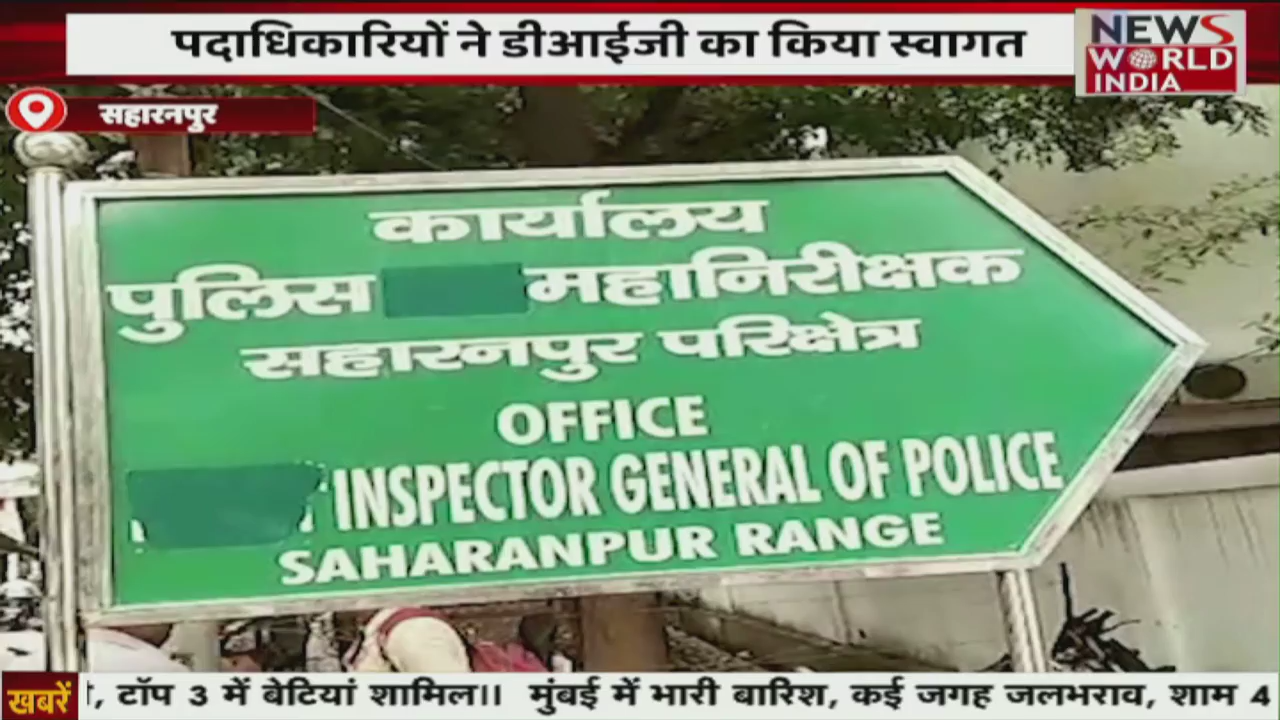 पदाधिकारियों ने डीआईजी का किया स्वागत
NEWS
WORLD
INDIA
सहारनपुर
कार्यालय
पुलिस महानिरीक्षक
सहारनपुर परिक्षेत्र
OFFICE
INSPECTOR GENERAL OF POLICE
SAHARANPUR RANGE
खबरें
, टॉप 3 में बेटियां शामिल।। मुंबई में भारी बारिश, कई जगह जलभराव, शाम 4